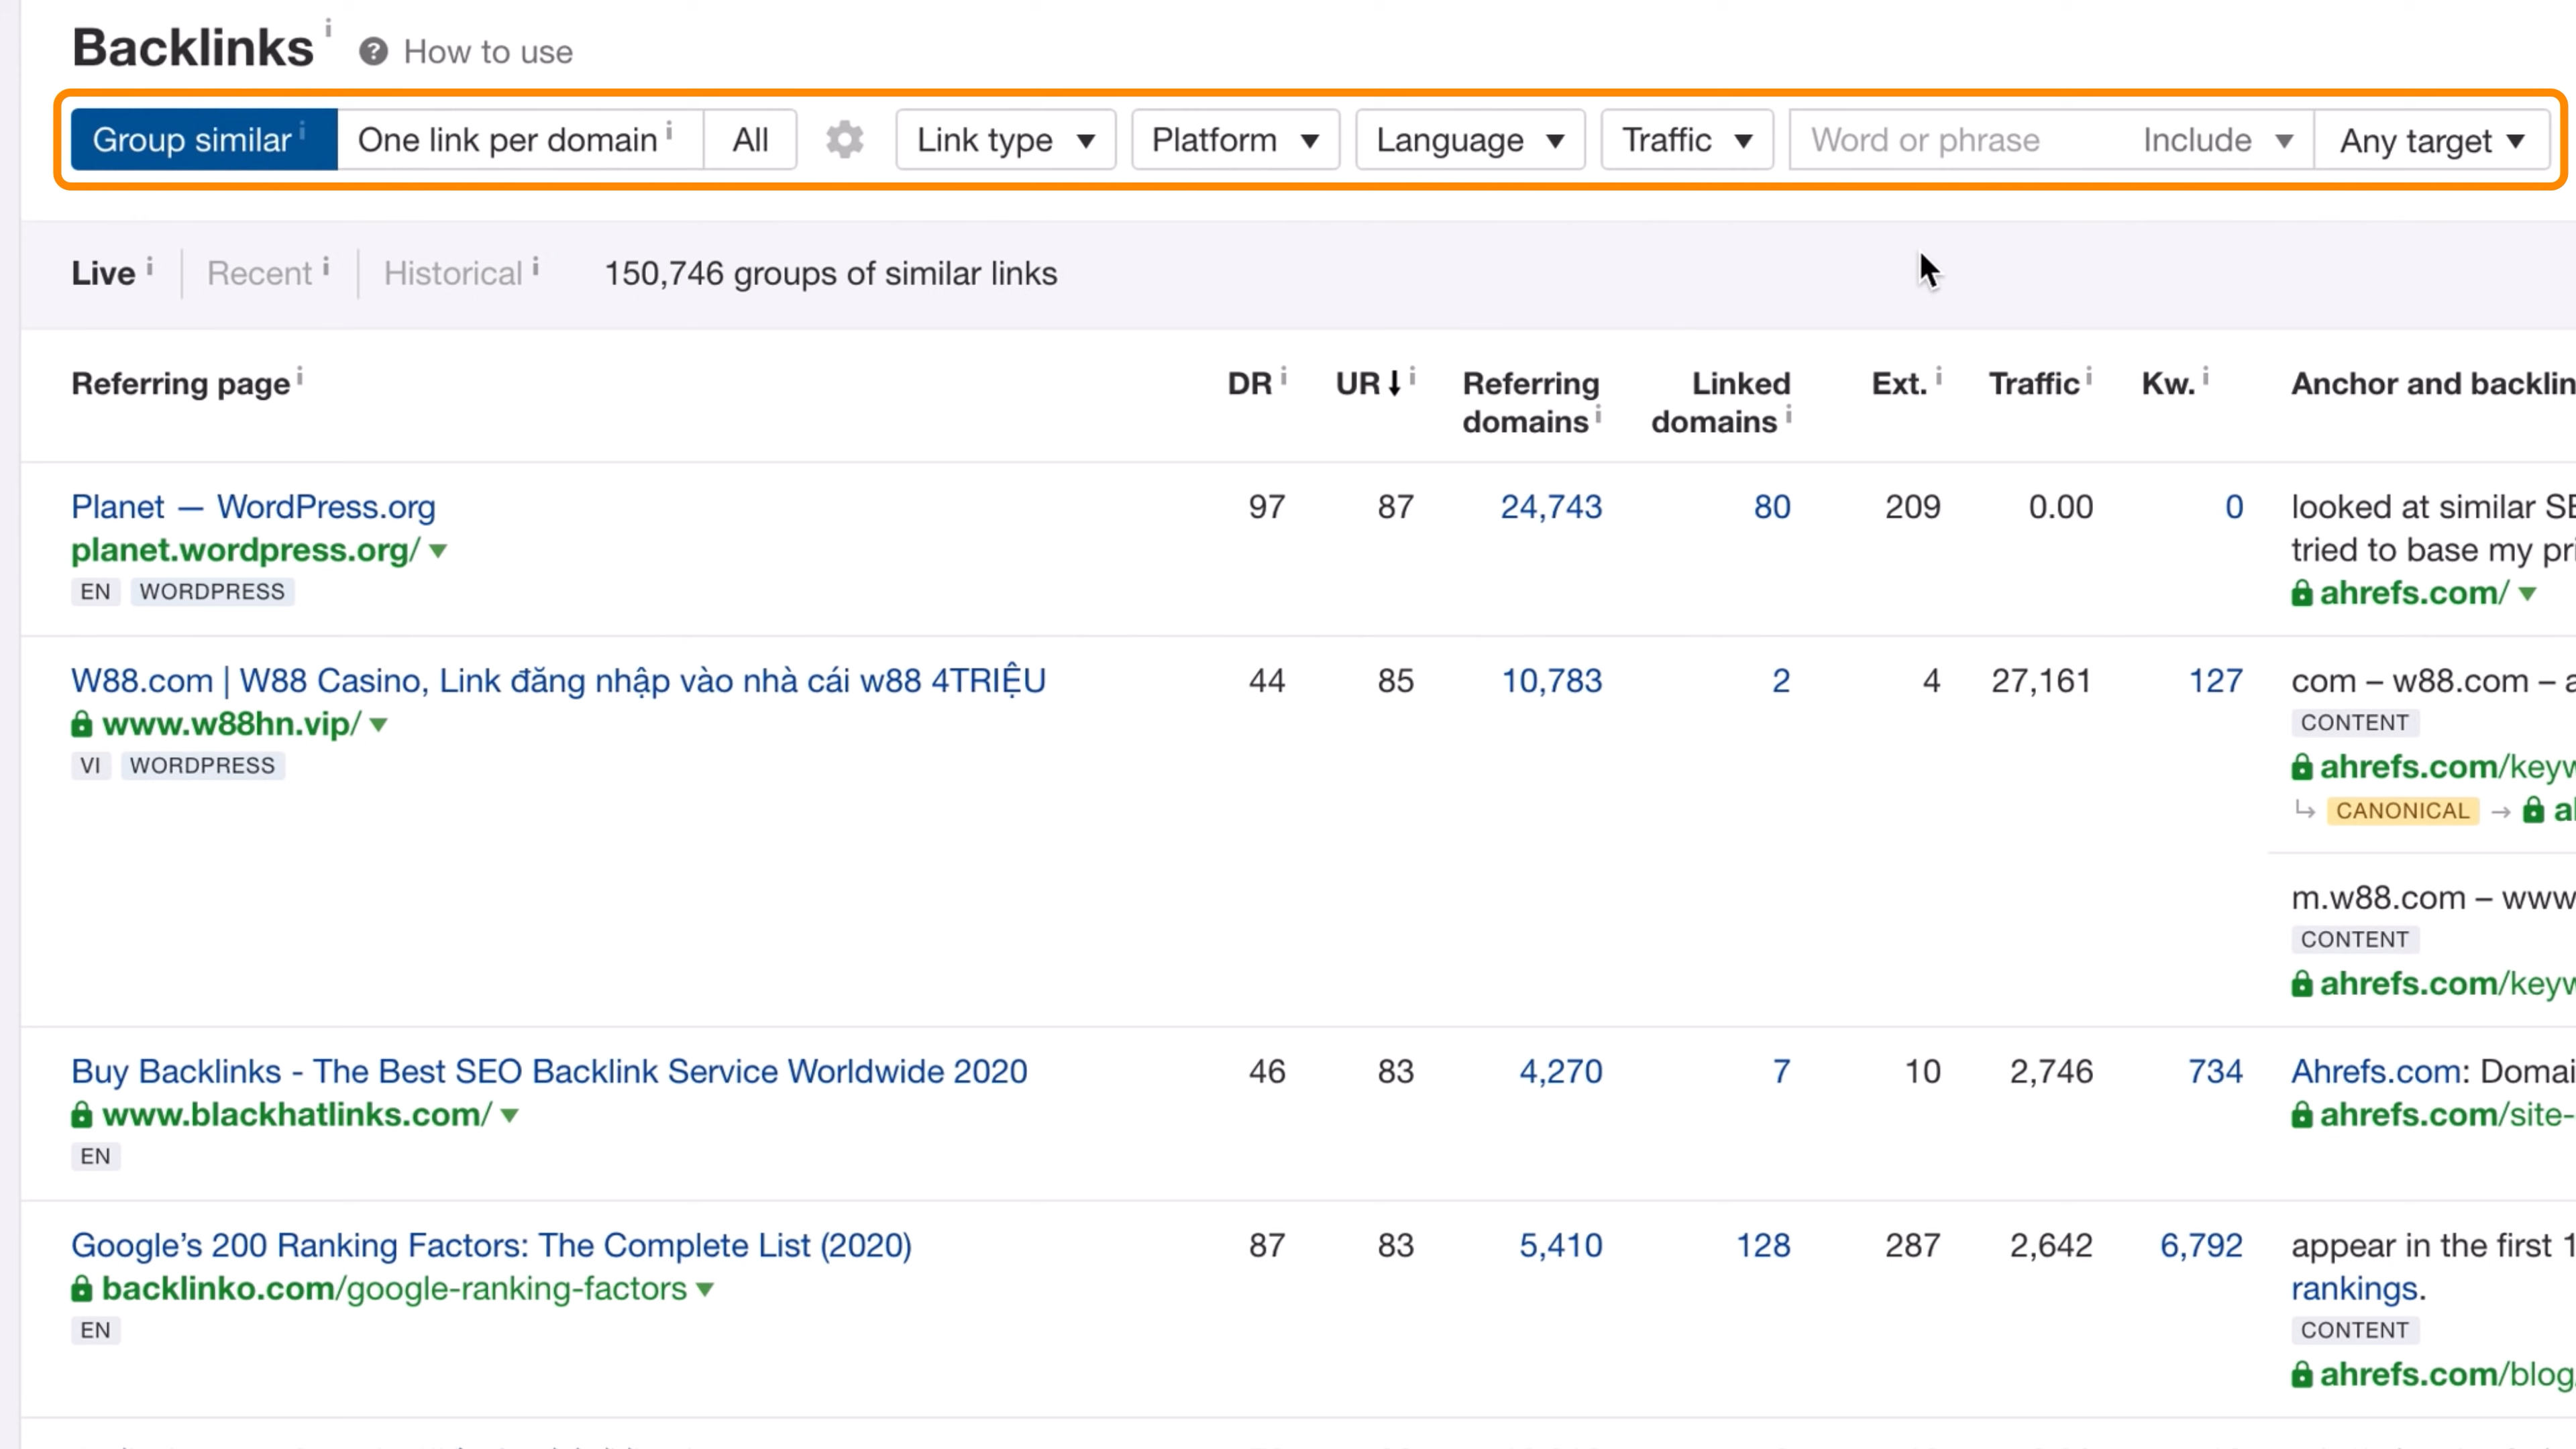 Backlinks i ? How to use
Group similar i One link per domain i All Link type Platform Language Traffic Word or phrase Include Any target
Live i Recent i Historical i 150,746 groups of similar links
Referring page i DR i UR i Referring domains i Linked domains i Ext. i Traffic i Kw. i Anchor and backlin
Planet — WordPress.org 97 87 24,743 80 209 0.00 0 looked at similar SE
planet.wordpress.org/ tried to base my pri
EN WORDPRESS ahrefs.com/
W88.com | W88 Casino, Link đăng nhập vào nhà cái w88 4TRIỆU 44 85 10,783 2 4 27,161 127 com – w88.com – a
www.w88hn.vip/ CONTENT
VI WORDPRESS ahrefs.com/keyw
CANONICAL → al
m.w88.com – www
CONTENT
ahrefs.com/keyw
Buy Backlinks - The Best SEO Backlink Service Worldwide 2020 46 83 4,270 7 10 2,746 734 Ahrefs.com: Domai
www.blackhatlinks.com/ ahrefs.com/site-
EN
Google’s 200 Ranking Factors: The Complete List (2020) 87 83 5,410 128 287 2,642 6,792 appear in the first 1
backlinko.com/google-ranking-factors rankings.
EN CONTENT
ahrefs.com/blog